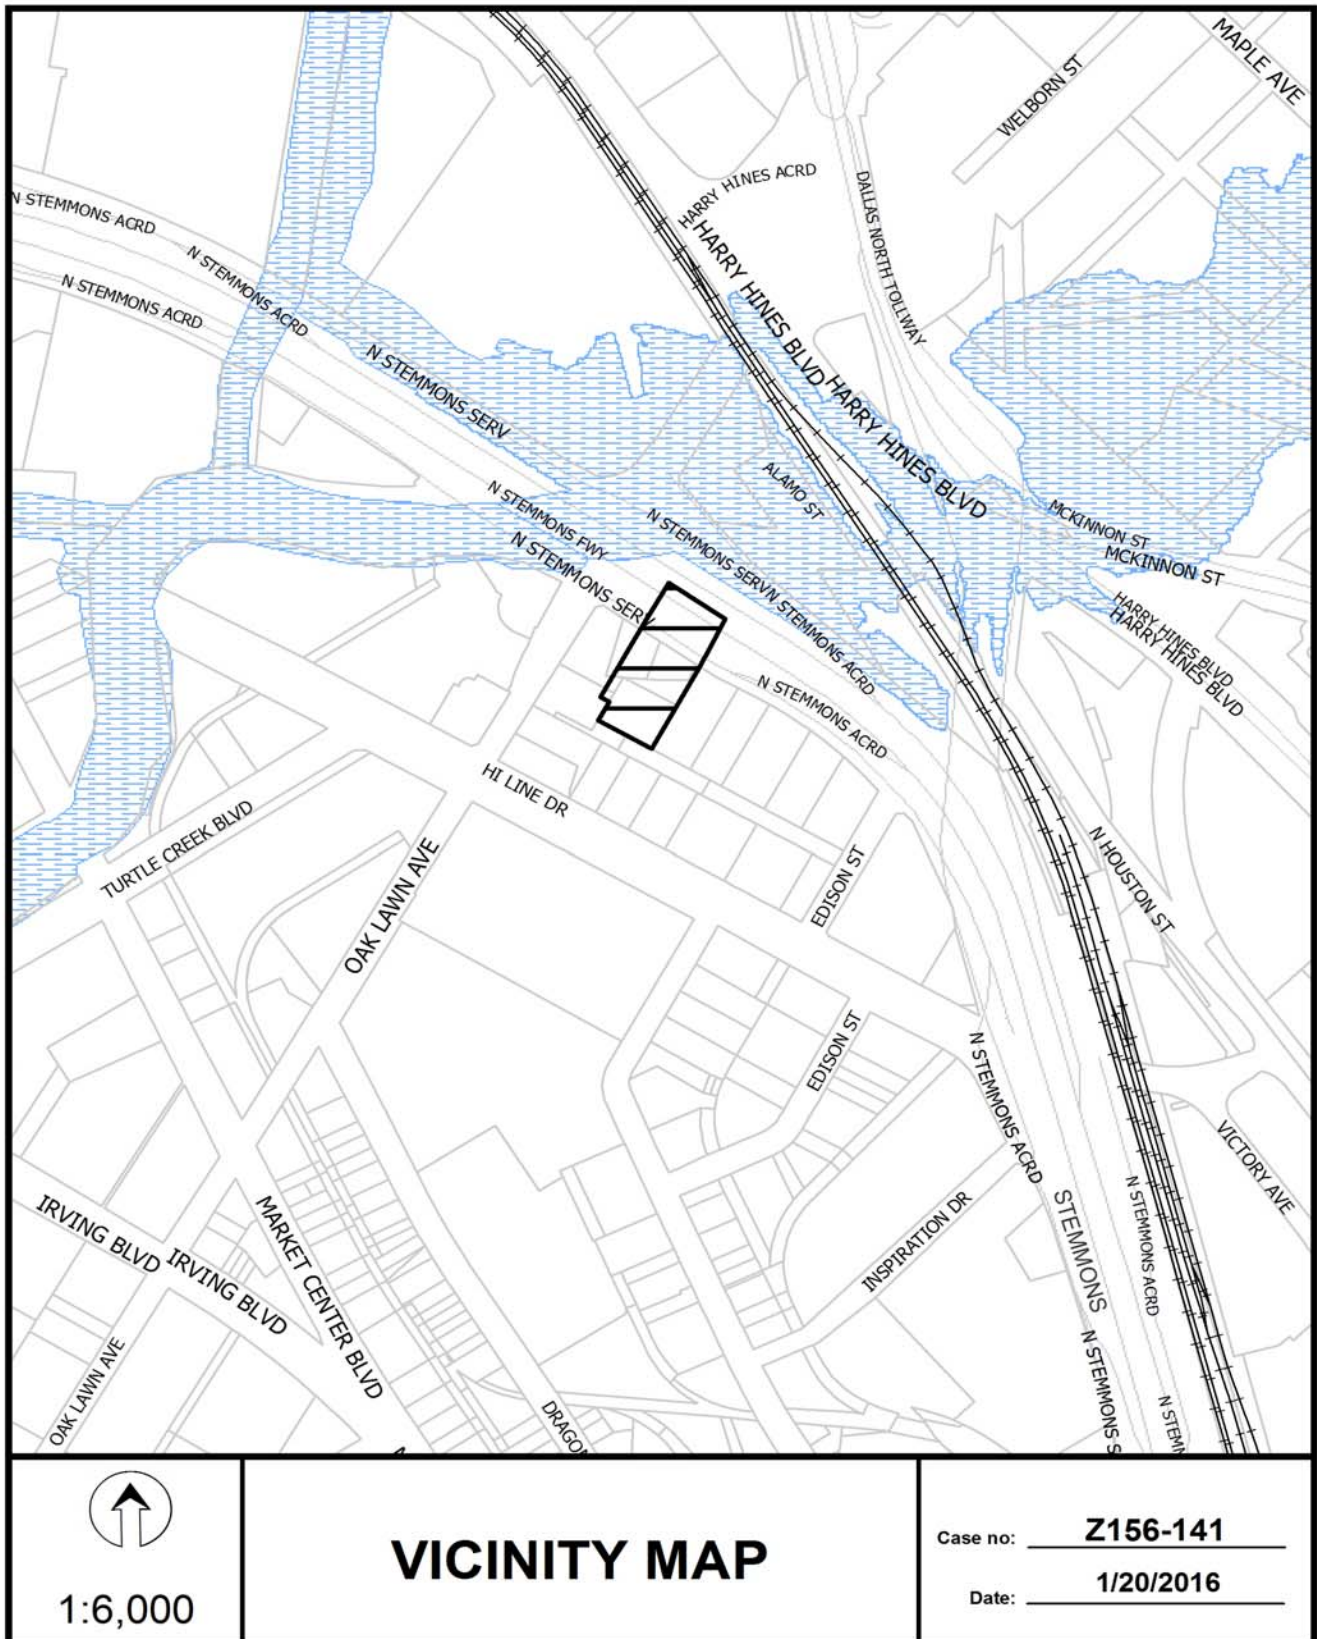 MAPLE AVE
WELBORN ST
HARRY HINES ACRD
DALLAS NORTH TOLLWAY
N STEMMONS ACRD
N STEMMONS ACRD
N STEMMONS ACRD
HARRY HINES BLVD
HARRY HINES BLVD
N STEMMONS SERV
ALAMO ST
N STEMMONS FWY
N STEMMONS SERV
N STEMMONS SERV
N STEMMONS ACRD
MCKINNON ST
MCKINNON ST
HARRY HINES BLVD
HARRY HINES BLVD
N STEMMONS ACRD
HI LINE DR
TURTLE CREEK BLVD
OAK LAWN AVE
EDISON ST
N HOUSTON ST
EDISON ST
N STEMMONS ACRD
VICTORY AVE
INSPIRATION DR
STEMMONS
N STEMMONS ACRD
IRVING BLVD
IRVING BLVD
MARKET CENTER BLVD
OAK LAWN AVE
DRAGON
N STEMMONS S
N STEMM
1:6,000
VICINITY MAP
Case no: Z156-141
Date: 1/20/2016